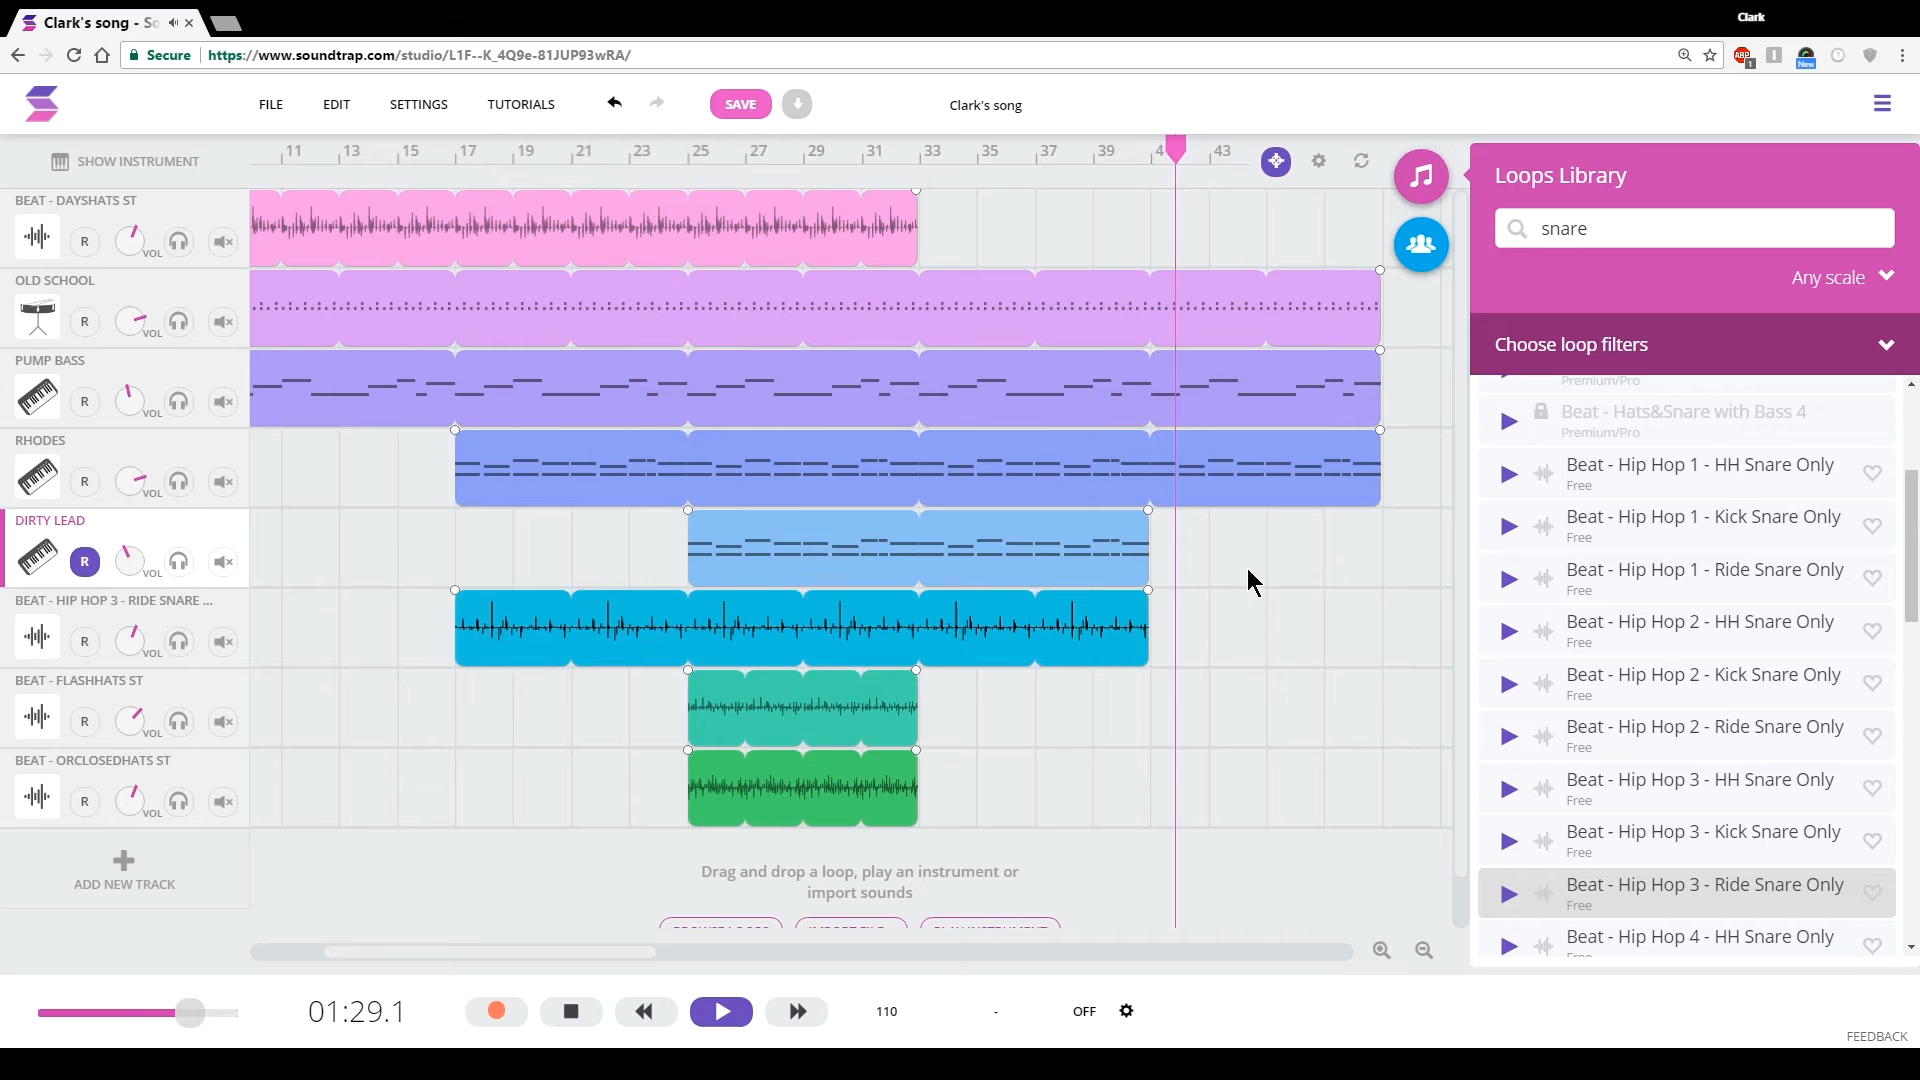 Clark's song - So
Clark
Secure
https://www.soundtrap.com/studio/L1F--K_4Q9e-81JUP93wRA/
ABP
1
New
FILE
EDIT
SETTINGS
TUTORIALS
SAVE
Clark's song
SHOW INSTRUMENT
11 13 15 17 19 21 23 25 27 29 31 33 35 37 39 4 43
BEAT - DAYSHATS ST
R
VOL
OLD SCHOOL
R
VOL
PUMP BASS
R
VOL
RHODES
R
VOL
DIRTY LEAD
R
VOL
BEAT - HIP HOP 3 - RIDE SNARE ...
R
VOL
BEAT - FLASHHATS ST
R
VOL
BEAT - ORCLOSEDHATS ST
R
VOL
ADD NEW TRACK
Drag and drop a loop, play an instrument or
import sounds
Loops Library
snare
Any scale
Choose loop filters
Premium/Pro
Beat - Hats&Snare with Bass 4
Premium/Pro
Beat - Hip Hop 1 - HH Snare Only
Free
Beat - Hip Hop 1 - Kick Snare Only
Free
Beat - Hip Hop 1 - Ride Snare Only
Free
Beat - Hip Hop 2 - HH Snare Only
Free
Beat - Hip Hop 2 - Kick Snare Only
Free
Beat - Hip Hop 2 - Ride Snare Only
Free
Beat - Hip Hop 3 - HH Snare Only
Free
Beat - Hip Hop 3 - Kick Snare Only
Free
Beat - Hip Hop 3 - Ride Snare Only
Free
Beat - Hip Hop 4 - HH Snare Only
01:29.1
110
-
OFF
FEEDBACK